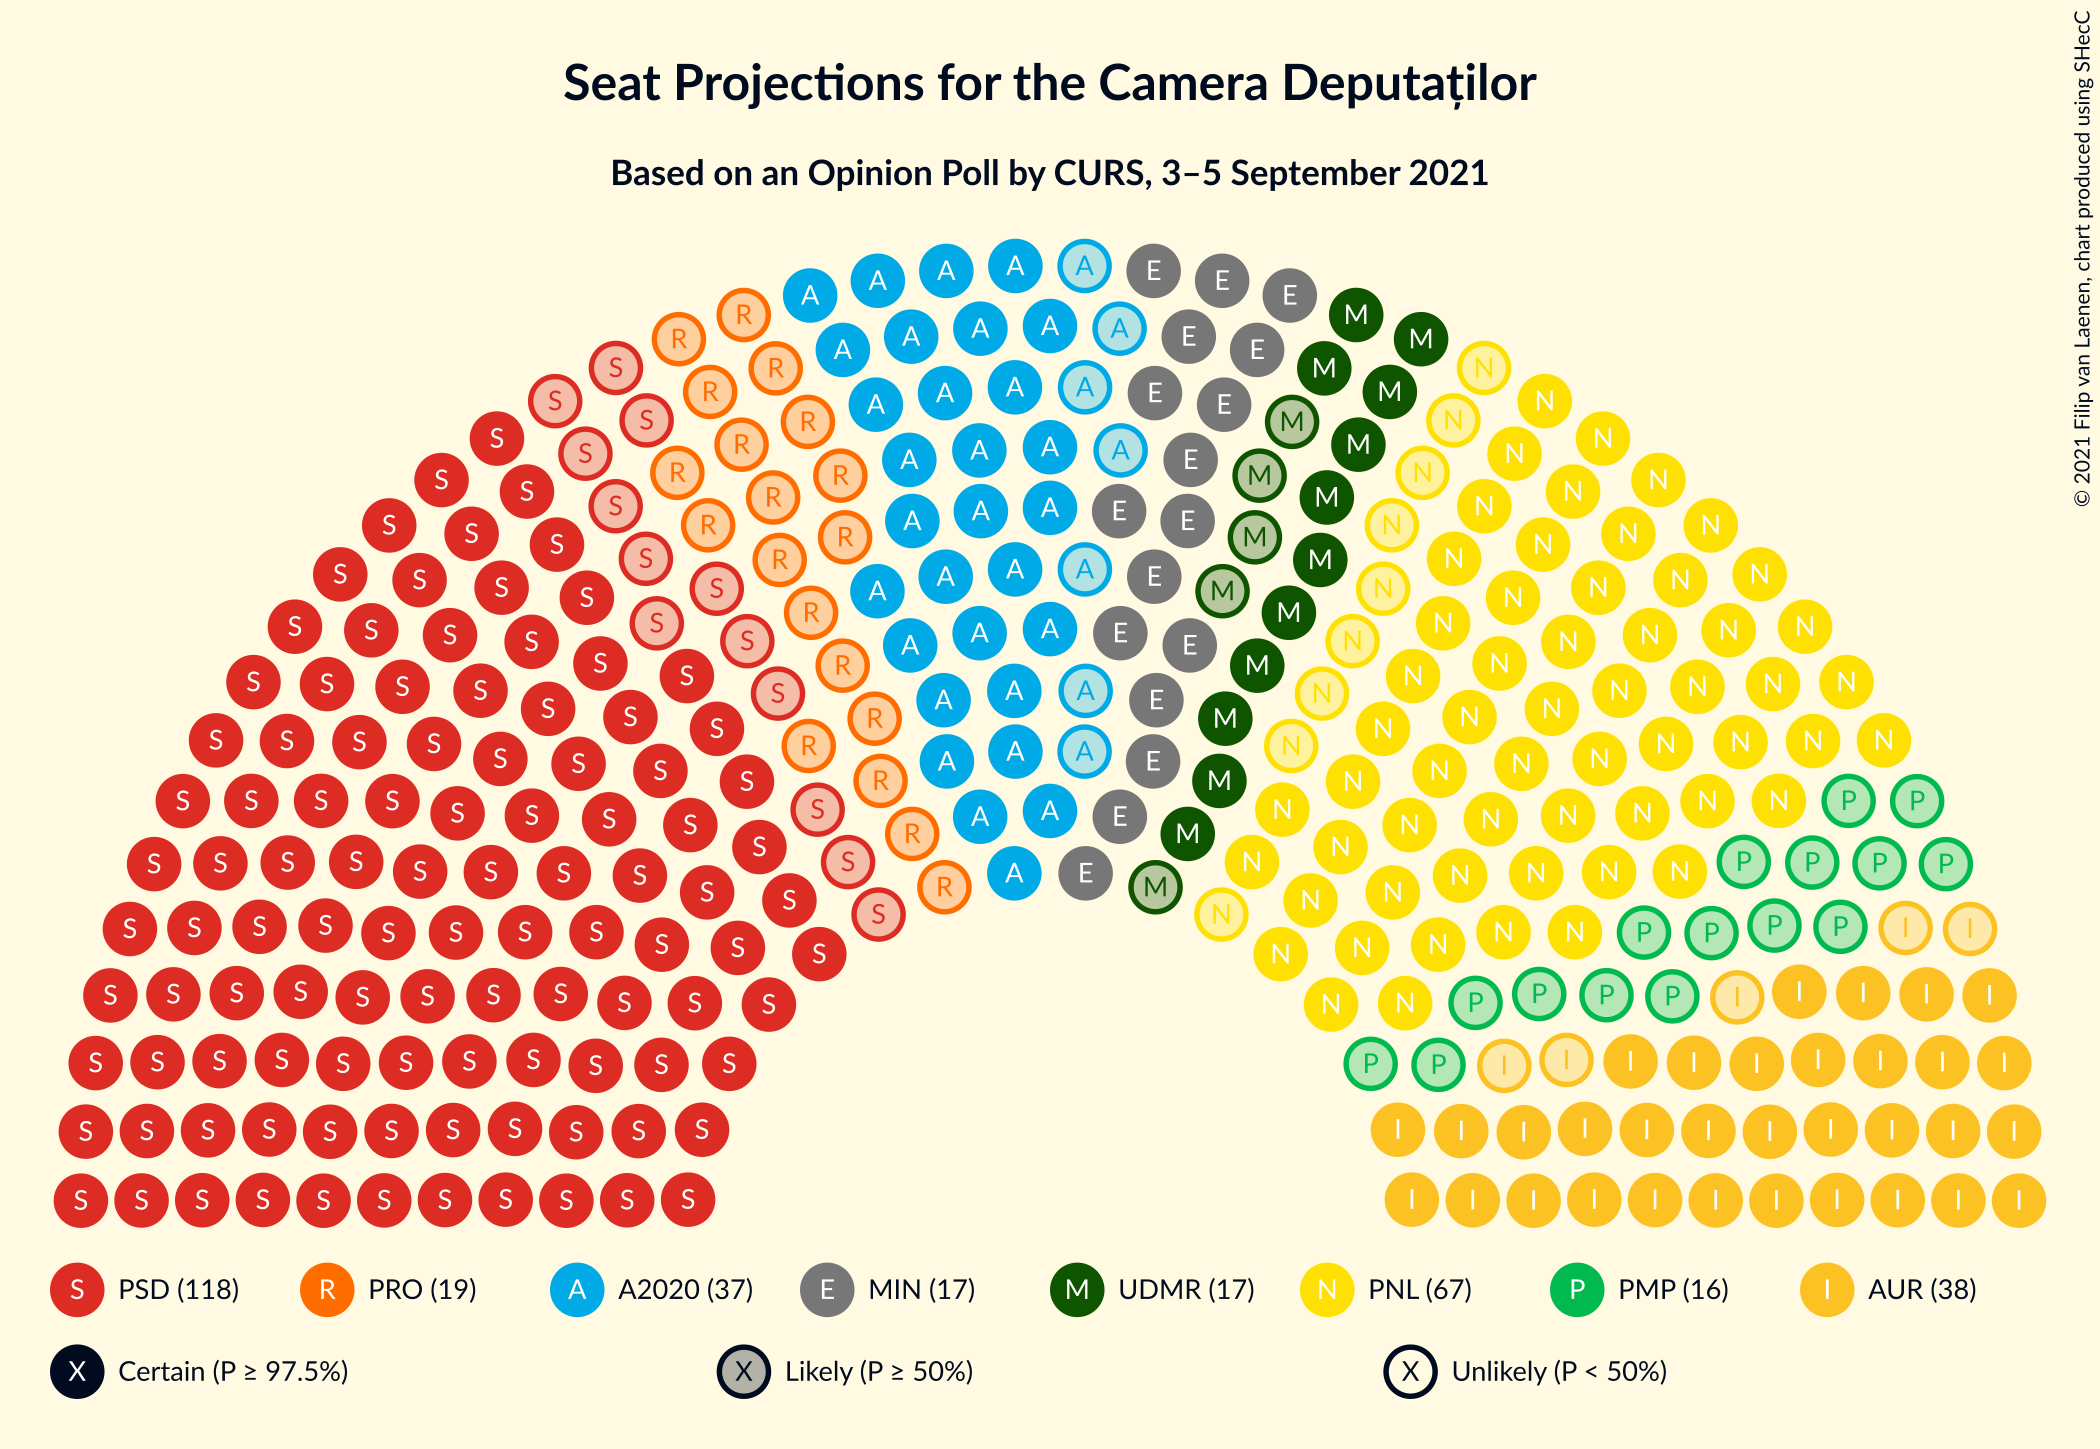 Seat Projections for the Camera Deputaților
Based on an Opinion Poll by CURS, 3–5 September 2021
© 2021 Filip van Laenen, chart produced using SHecC
S PSD (118) R PRO (19) A A2020 (37) E MIN (17) M UDMR (17) N PNL (67) P PMP (16) I AUR (38)
X Certain (P ≥ 97.5%) X Likely (P ≥ 50%) X Unlikely (P < 50%)